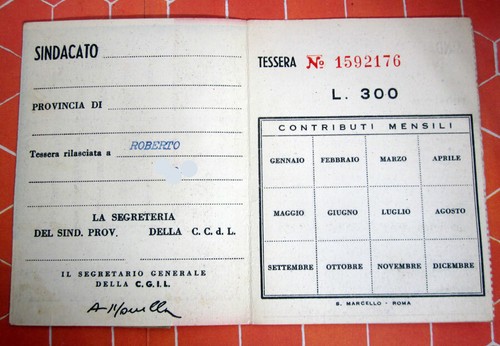 SINDACATO
PROVINCIA DI
Tessera rilasciata a ROBERTO
LA SEGRETERIA
DEL SIND. PROV. DELLA C. C. d L.
IL SEGRETARIO GENERALE
DELLA C.G.I.L.
TESSERA No 1592176
L. 300
CONTRIBUTI MENSILI
GENNAIO FEBBRAIO MARZO APRILE
MAGGIO GIUGNO LUGLIO AGOSTO
SETTEMBRE OTTOBRE NOVEMBRE DICEMBRE
B. MARCELLO - ROMA